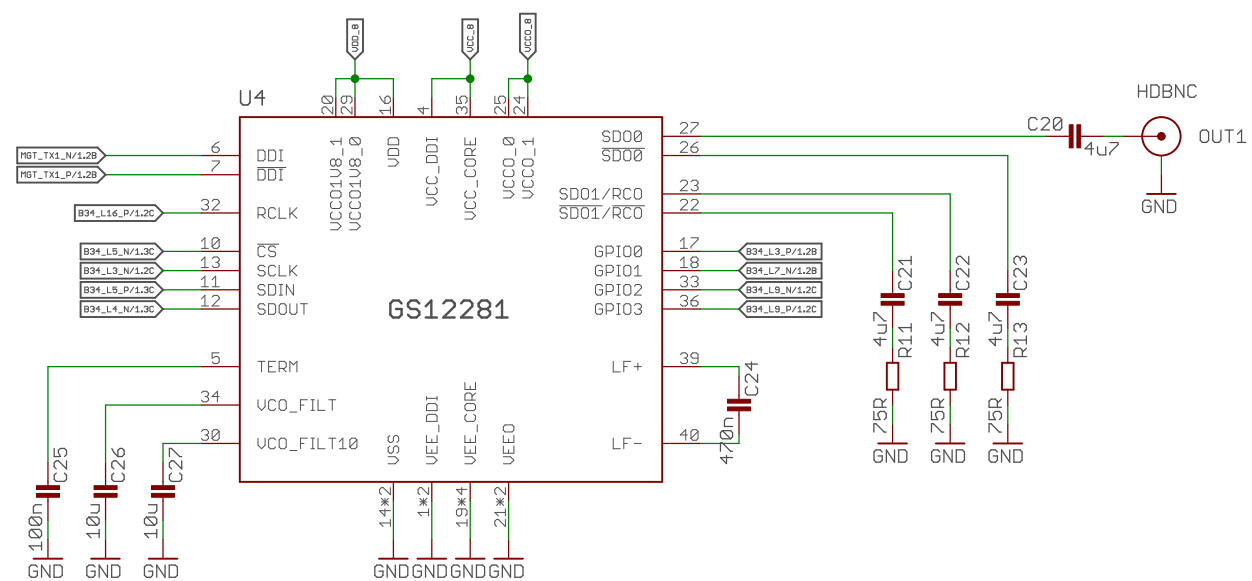 VDD_8
VCC_8
VCCO_8
U4
20
29
16
4
35
25
24
HDBNC
MGT_TX1_N/1.2B
6
DDI
VCCO1V8_1
VCCO1V8_0
VDD
VCC_DDI
VCC_CORE
VCCO_0
VCCO_1
SDO0
27
C20
4u7
OUT1
MGT_TX1_P/1.2B
7
DDI
SDO0
26
GND
B34_L16_P/1.2C
32
RCLK
SDO1/RCO
23
SDO1/RCO
22
B34_L5_N/1.3C
10
CS
GPIO0
17
B34_L3_P/1.2B
B34_L3_N/1.2C
13
SCLK
GPIO1
18
B34_L7_N/1.2B
B34_L5_P/1.3C
11
SDIN
GPIO2
33
B34_L9_N/1.2C
B34_L4_N/1.3C
12
SDOUT
GPIO3
36
B34_L9_P/1.2C
GS12281
C21
C22
C23
4u7
4u7
4u7
R11
R12
R13
75R
75R
75R
GND
GND
GND
5
TERM
LF+
39
C24
470n
34
VCO_FILT
30
VCO_FILT10
VSS
VEE_DDI
VEE_CORE
VEEO
LF-
40
C25
C26
C27
100n
10u
10u
14*2
1*2
19*4
21*2
GND
GND
GND
GND
GND
GND
GND